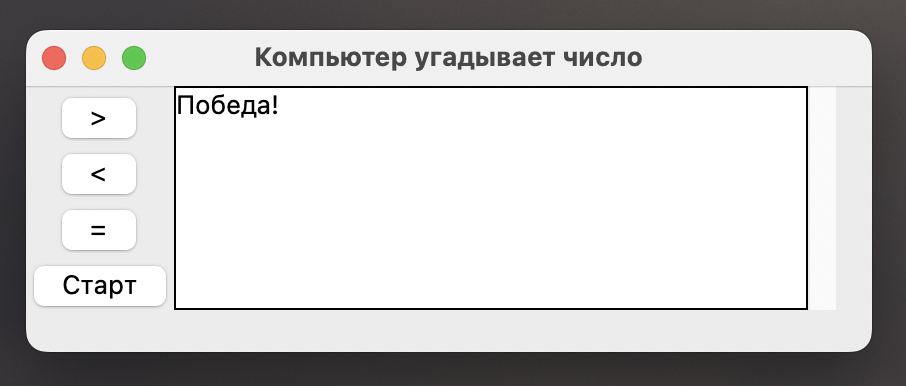 Компьютер угадывает число
>
Победа!
<
=
Старт